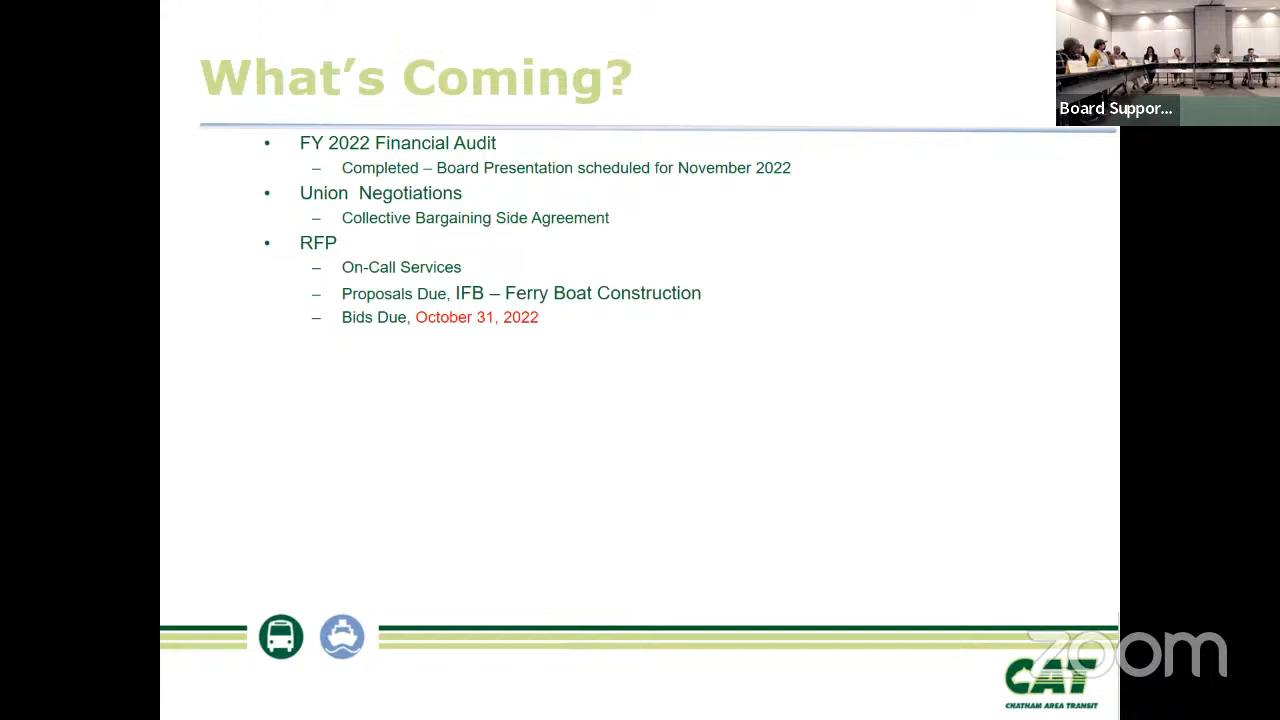 What's Coming?
Board Suppor...
• FY 2022 Financial Audit
– Completed – Board Presentation scheduled for November 2022
• Union Negotiations
– Collective Bargaining Side Agreement
• RFP
– On-Call Services
– Proposals Due, IFB – Ferry Boat Construction
– Bids Due, October 31, 2022
zoom
CAT
CHATHAM AREA TRANSIT